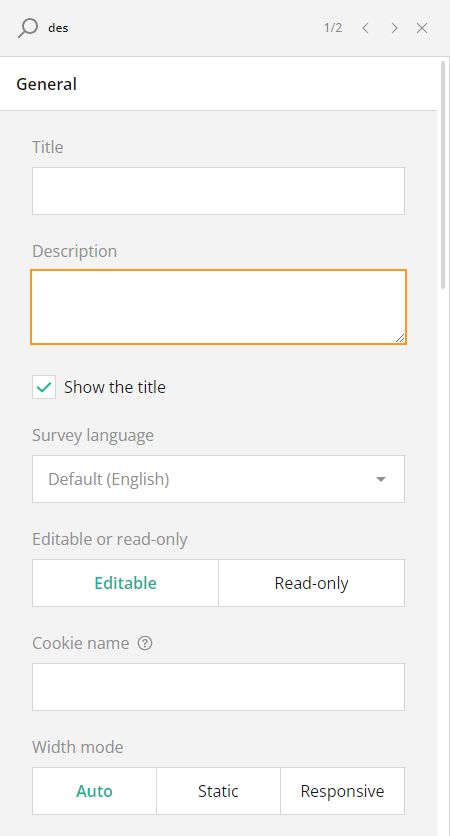 des 1/2
General
Title
Description
Show the title
Survey language
Default (English)
Editable or read-only
Editable Read-only
Cookie name
Width mode
Auto Static Responsive